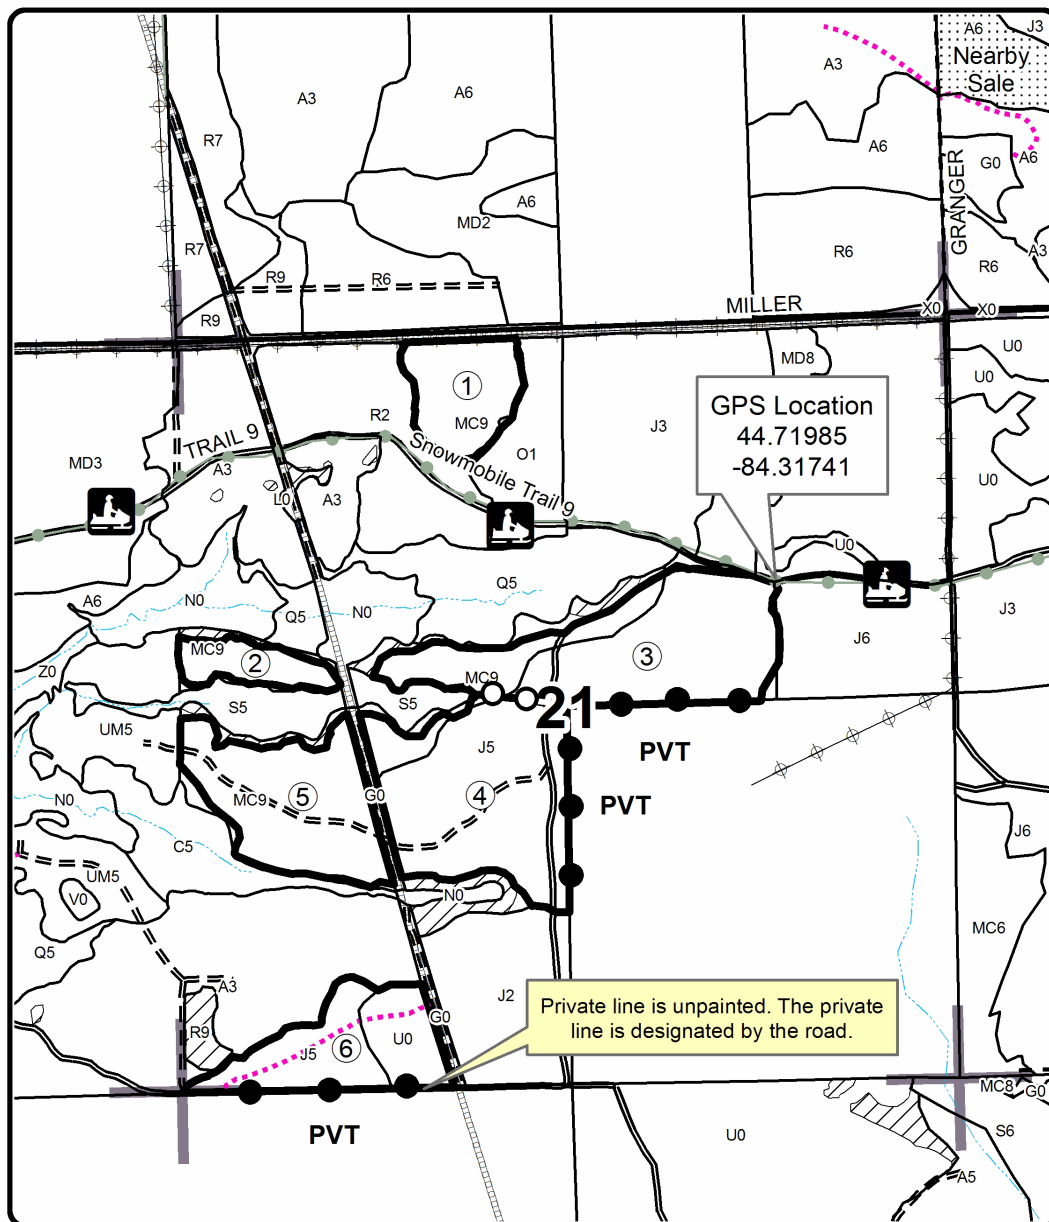 A6
J3
Nearby
Sale
A3
A6
A3
R7
A6
GRANGER
G0
A6
A6
MD2
R7
R6
A3
R9
R6
R6
R9
MILLER
X0
X0
U0
MD8
U0
1
GPS Location
44.71985
-84.31741
R2
MC9
J3
TRAIL 9
Snowmobile Trail 9
O1
MD3
A3
U0
L0
A3
U0
Q5
A6
N0
Q5
N0
J3
J6
MC9
2
3
Z0
MC9
S5
S5
21
UM5
J5
PVT
G0
MC9
5
4
PVT
N0
C5
J6
UM5
V0
N0
MC6
Q5
A3
J2
Private line is unpainted. The private
line is designated by the road.
G0
R9
J5
6
U0
MC8
G0
PVT
U0
S6
A5